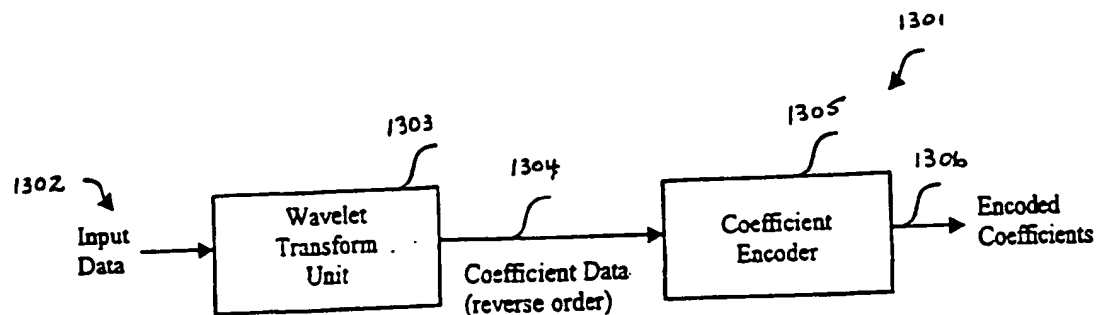 1301
1305
1303
1306
1304
1302
Wavelet
Transform
Unit
Coefficient
Encoder
Encoded
Coefficients
Input
Data
Coefficient Data
(reverse order)